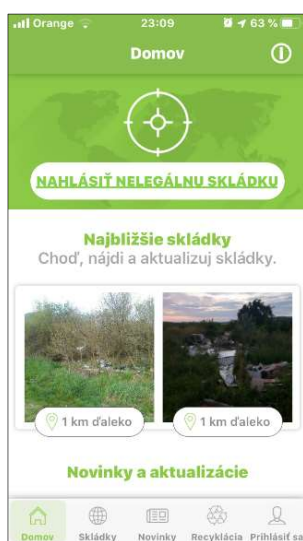 Orange 23:09 63 %
Domov
NAHLÁSIŤ NELEGÁLNU SKLÁDKU
Najbližšie skládky
Choď, nájdi a aktualizuj skládky.
1 km ďaleko 1 km ďaleko
Novinky a aktualizácie
Domov Skládky Novinky Recyklácia Prihlásiť sa